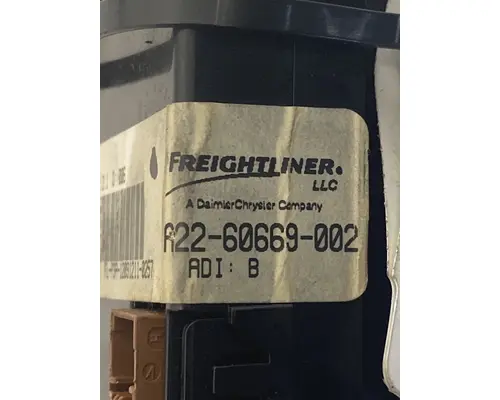 FREIGHTLINER.
LLC
A DaimlerChrysler Company
A22-60669-002
ADI: B